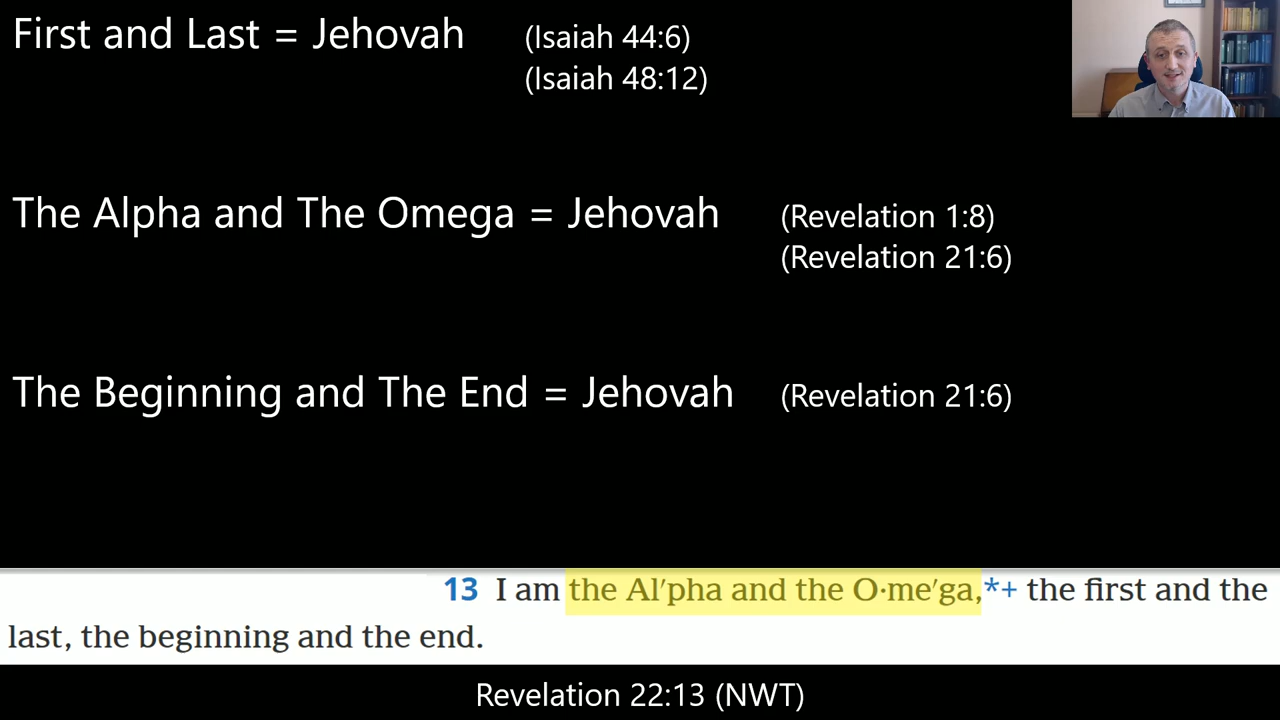 First and Last = Jehovah (Isaiah 44:6)
(Isaiah 48:12)
The Alpha and The Omega = Jehovah (Revelation 1:8)
(Revelation 21:6)
The Beginning and The End = Jehovah (Revelation 21:6)
13 I am the Al′pha and the O·me′ga,*+ the first and the
last, the beginning and the end.
Revelation 22:13 (NWT)